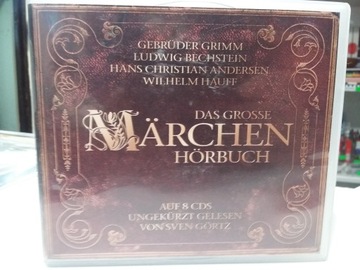 GEBRÜDER GRIMM
LUDWIG BECHSTEIN
HANS CHRISTIAN ANDERSEN
WILHELM HAUFF
DAS GROSSE
MÄRCHEN
HÖRBUCH
AUF 8 CDS
UNGEKÜRZT GELESEN
VON SVEN GÖRTZ